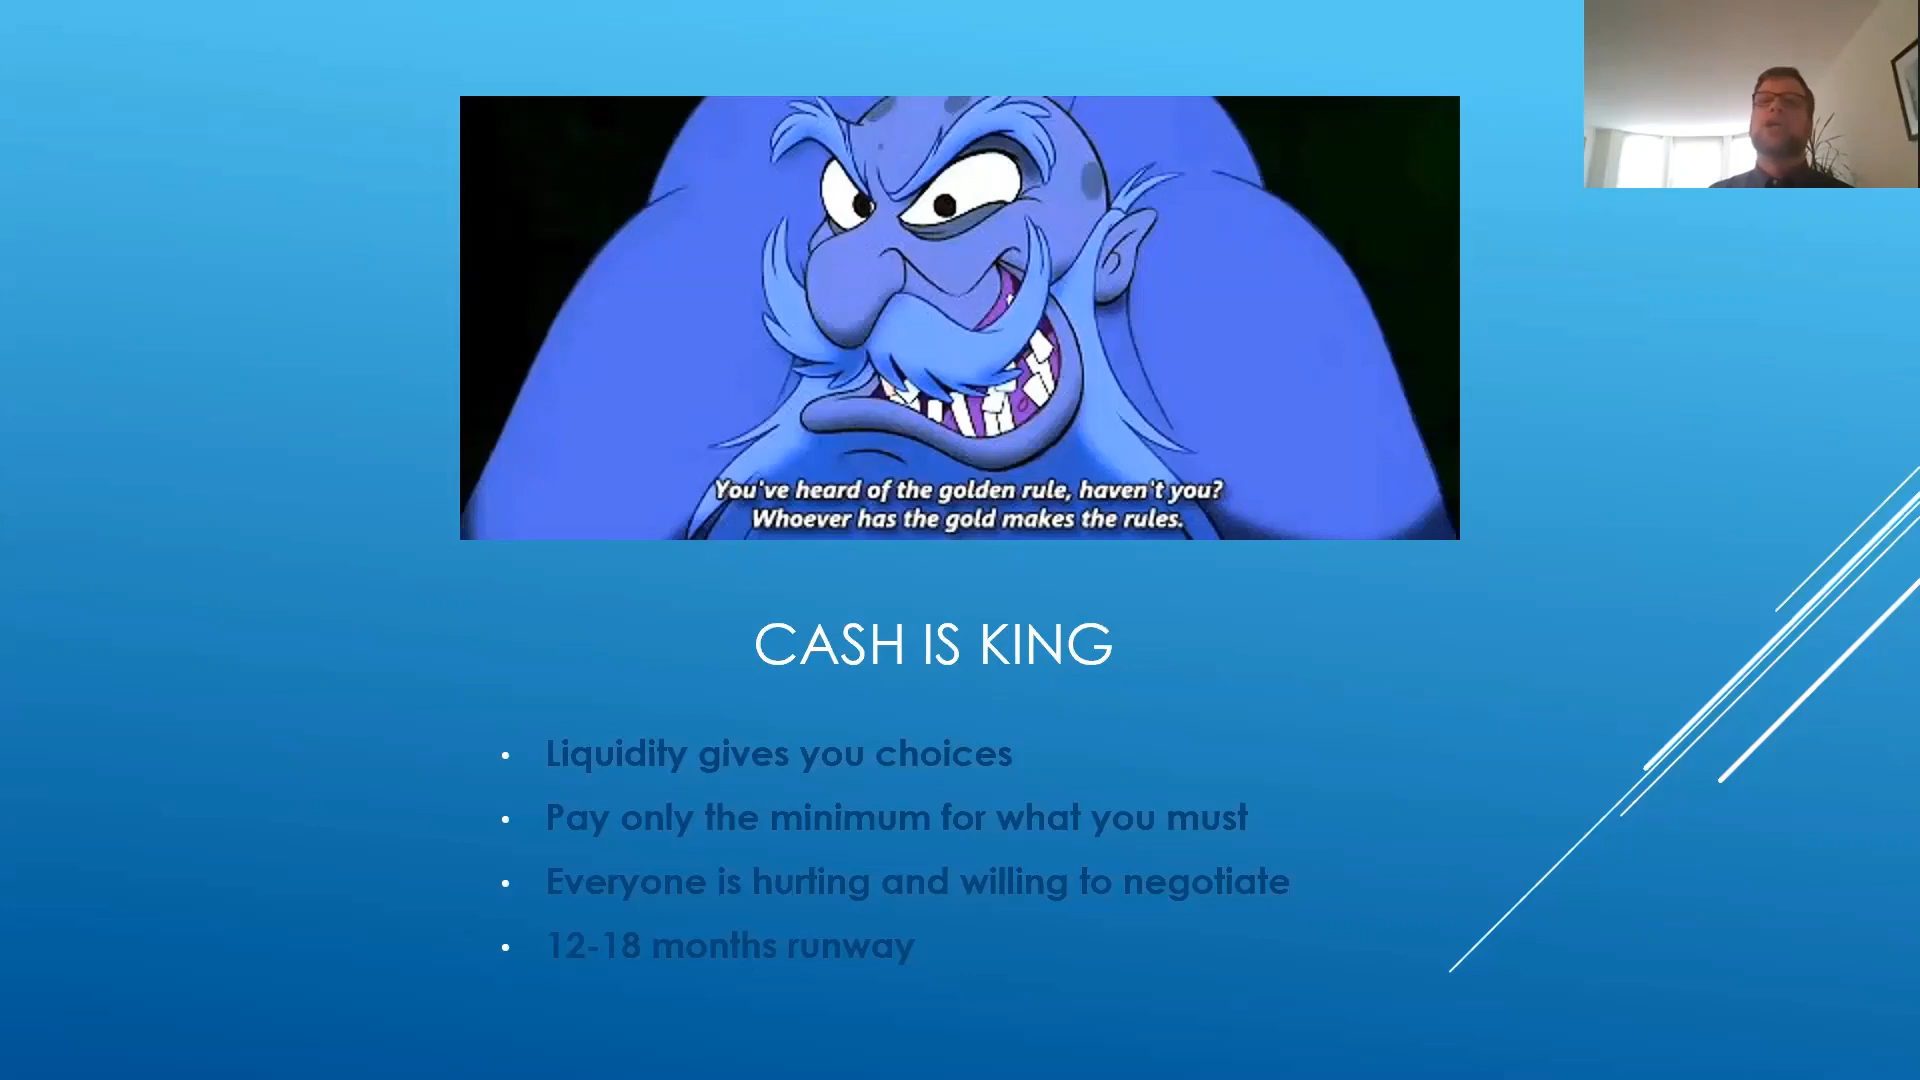 You've heard of the golden rule, haven't you?
Whoever has the gold makes the rules.
CASH IS KING
• Liquidity gives you choices
• Pay only the minimum for what you must
• Everyone is hurting and willing to negotiate
• 12-18 months runway